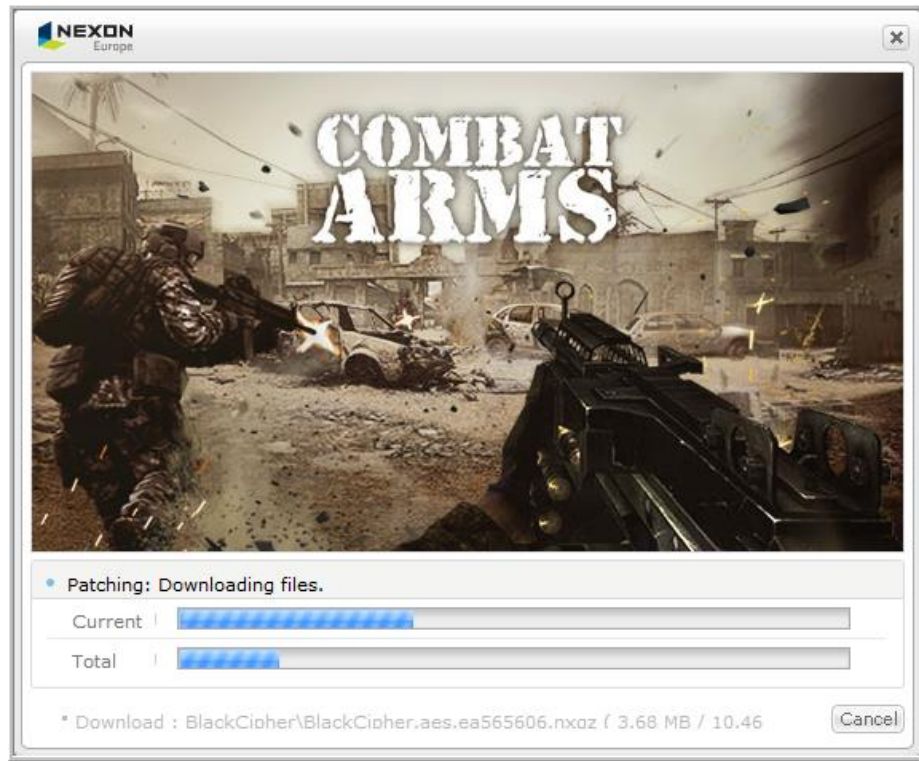 NEXON
Europe
COMBAT
ARMS
Patching: Downloading files.
Current
Total
* Download : BlackCipher\BlackCipher.aes.ea565606.nxgz ( 3.68 MB / 10.46
Cancel